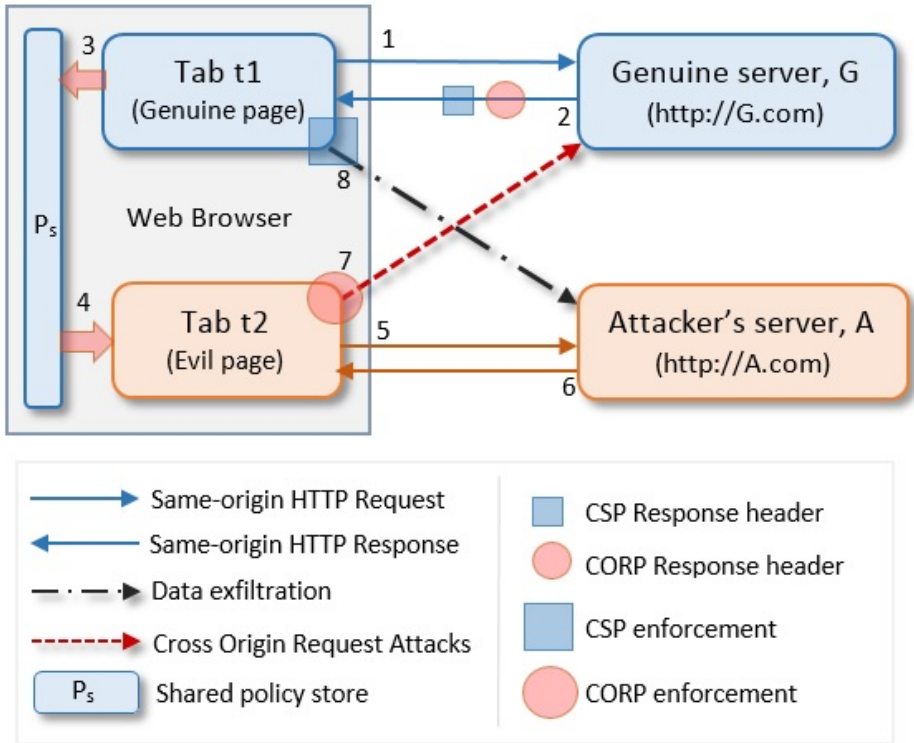 3
Tab t1
(Genuine page)
1
2
Genuine server, G
(http://G.com)
8
Web Browser
Ps
7
4
Tab t2
(Evil page)
5
6
Attacker's server, A
(http://A.com)
Same-origin HTTP Request
Same-origin HTTP Response
Data exfiltration
Cross Origin Request Attacks
Ps
Shared policy store
CSP Response header
CORP Response header
CSP enforcement
CORP enforcement